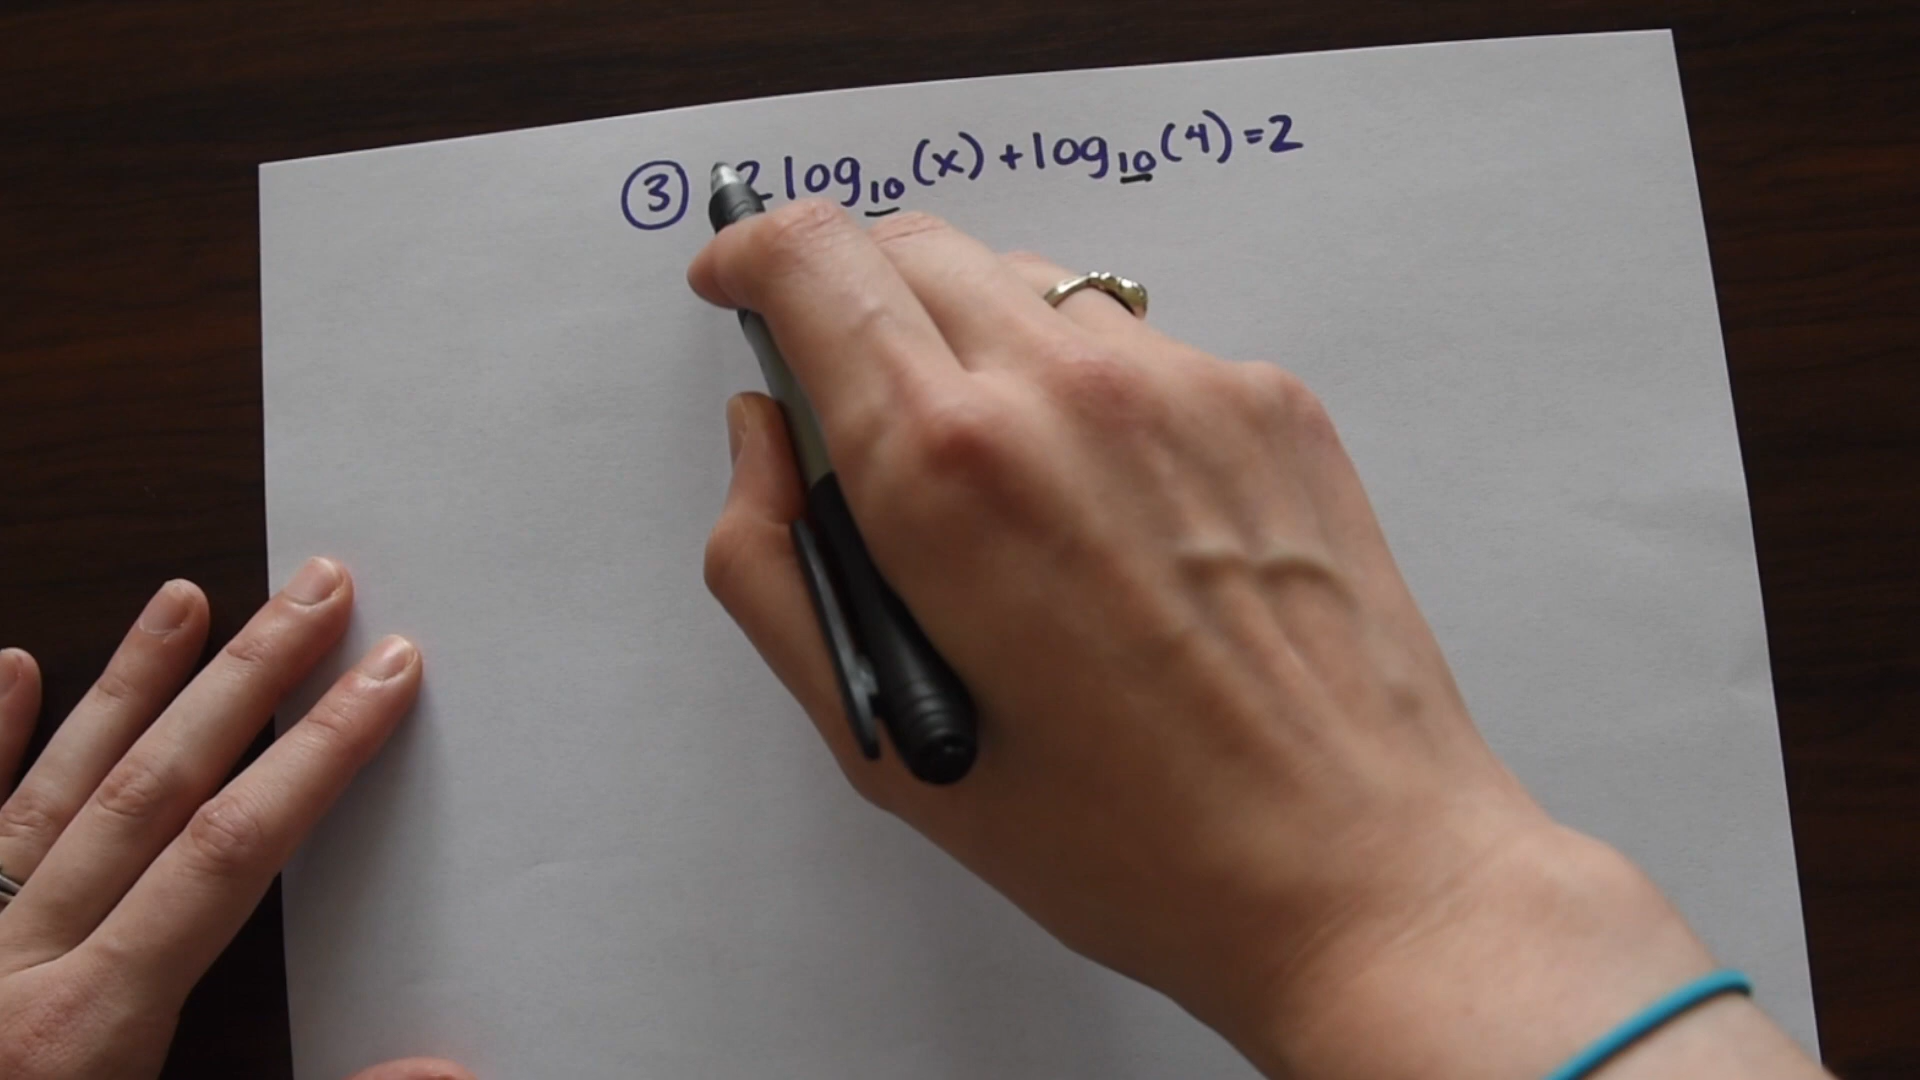 ③ 2 log₁₀ (x) + log₁₀ (4) = 2